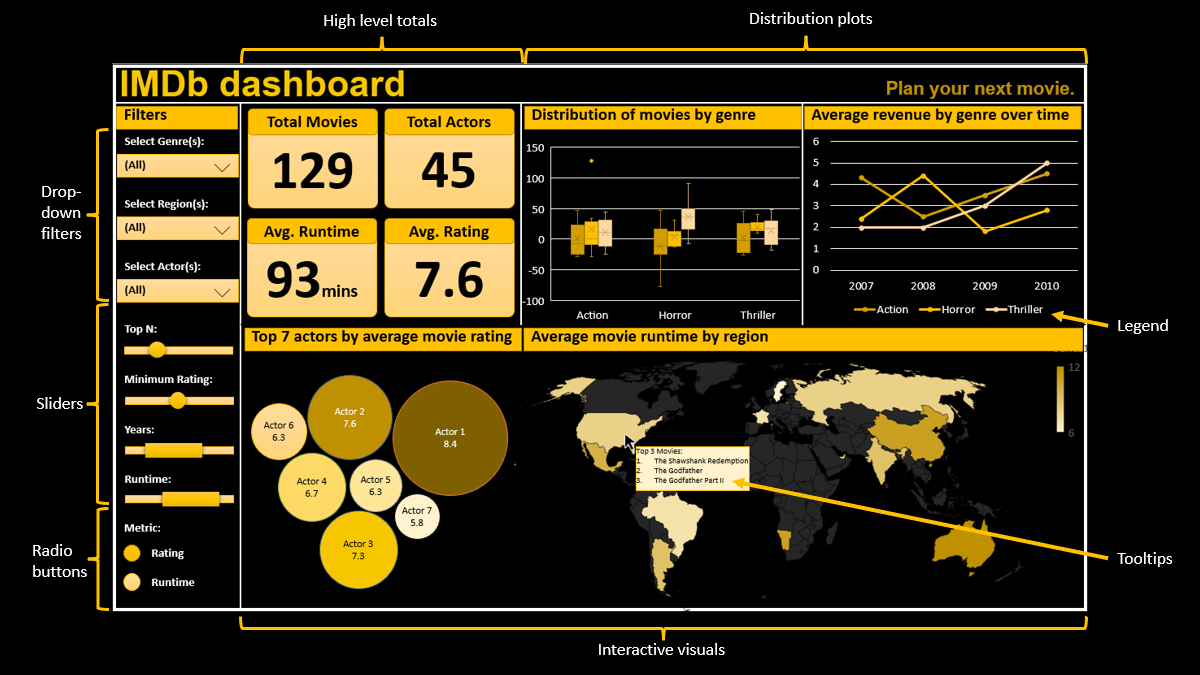 High level totals
Distribution plots
IMDb dashboard
Plan your next movie.
Filters
Select Genre(s):
(All)
Select Region(s):
(All)
Select Actor(s):
(All)
Top N:
Minimum Rating:
Years:
Runtime:
Metric:
Rating
Runtime
Drop-
down
filters
Sliders
Radio
buttons
Total Movies
129
Total Actors
45
Avg. Runtime
93mins
Avg. Rating
7.6
Distribution of movies by genre
150
100
50
0
-50
-100
Action
Horror
Thriller
Average revenue by genre over time
6
5
4
3
2
1
0
2007
2008
2009
2010
Action
Horror
Thriller
Legend
Top 7 actors by average movie rating
Actor 6
6.3
Actor 2
7.6
Actor 1
8.4
Actor 4
6.7
Actor 5
6.3
Actor 7
5.8
Actor 3
7.3
Average movie runtime by region
12
6
Top 3 Movies:
1. The Shawshank Redemption
2. The Godfather
3. The Godfather Part II
Tooltips
Interactive visuals